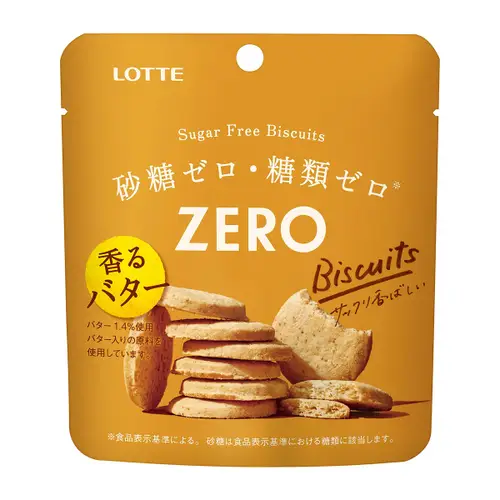 LOTTE
Sugar Free Biscuits
砂糖ゼロ・糖類ゼロ※
ZERO
香る
バター
Biscuits
サックリ香ばしい
バター1.4%使用
バター入りの原料を
使用しています
※食品表示基準による。 砂糖は食品表示基準における糖類に該当します。